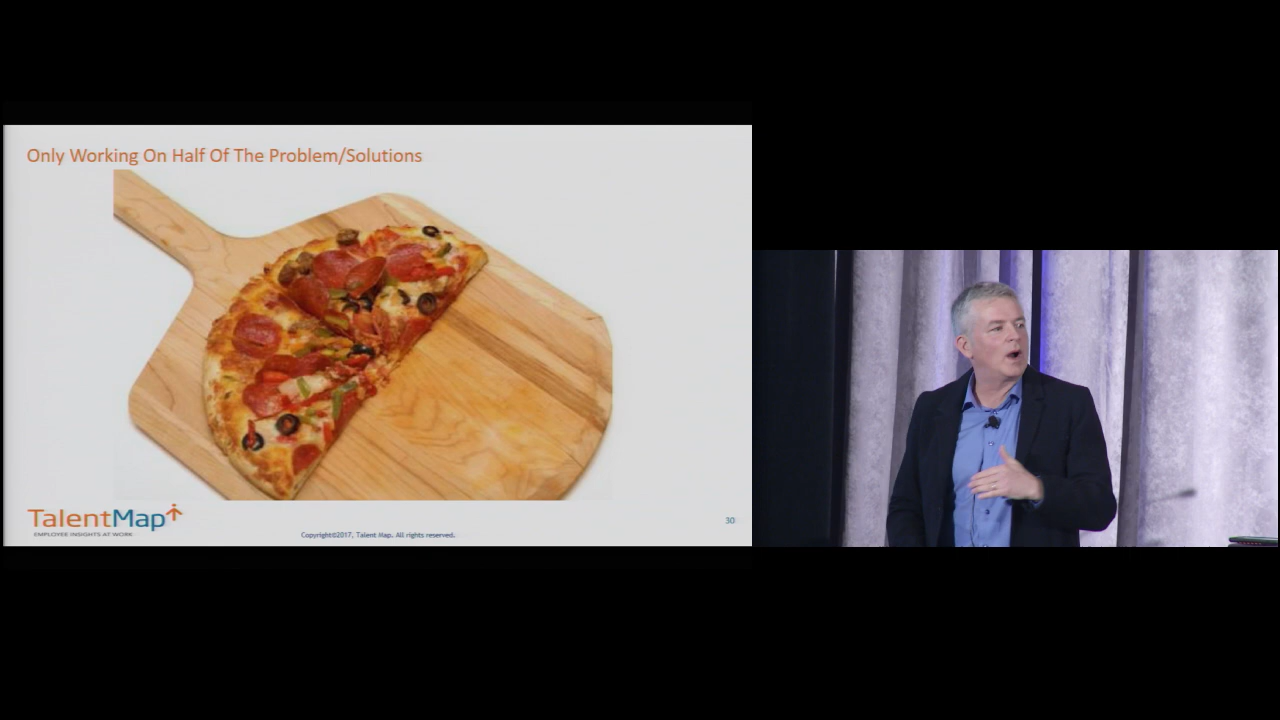 Only Working On Half Of The Problem/Solutions
TalentMap
EMPLOYEE INSIGHTS AT WORK
Copyright©2017, Talent Map. All rights reserved.
30